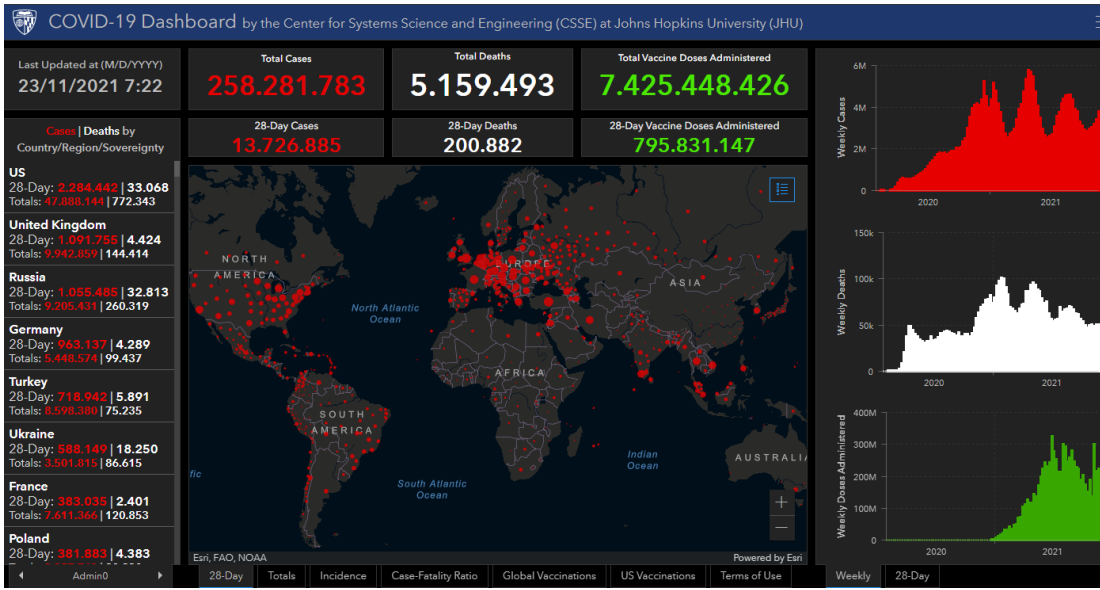 COVID-19 Dashboard by the Center for Systems Science and Engineering (CSSE) at Johns Hopkins University (JHU)
Last Updated at (M/D/YYYY)
23/11/2021 7:22
Cases | Deaths by
Country/Region/Sovereignty
US
28-Day: 2.284.442 | 33.068
Totals: 47.888.144 | 772.343
United Kingdom
28-Day: 1.091.755 | 4.424
Totals: 9.942.859 | 144.414
Russia
28-Day: 1.055.485 | 32.813
Totals: 9.205.431 | 260.319
Germany
28-Day: 963.137 | 4.289
Totals: 5.448.574 | 99.437
Turkey
28-Day: 718.942 | 5.891
Totals: 8.598.380 | 75.235
Ukraine
28-Day: 588.149 | 18.250
Totals: 3.501.815 | 86.615
France
28-Day: 383.035 | 2.401
Totals: 7.611.366 | 120.853
Poland
28-Day: 381.883 | 4.383
Admin0
Total Cases
258.281.783
Total Deaths
5.159.493
Total Vaccine Doses Administered
7.425.448.426
28-Day Cases
13.726.885
28-Day Deaths
200.882
28-Day Vaccine Doses Administered
795.831.147
NORTH
AMERICA
EUROPE
ASIA
North Atlantic
Ocean
AFRICA
SOUTH
AMERICA
Indian
Ocean
AUSTRALIA
fic
South Atlantic
Ocean
+
−
Esri, FAO, NOAA
Powered by Esri
28-Day
Totals
Incidence
Case-Fatality Ratio
Global Vaccinations
US Vaccinations
Terms of Use
Weekly Cases
6M
4M
2M
0
2020
2021
Weekly Deaths
150k
100k
50k
0
2020
2021
Weekly Doses Administered
400M
300M
200M
100M
0
2020
2021
Weekly
28-Day